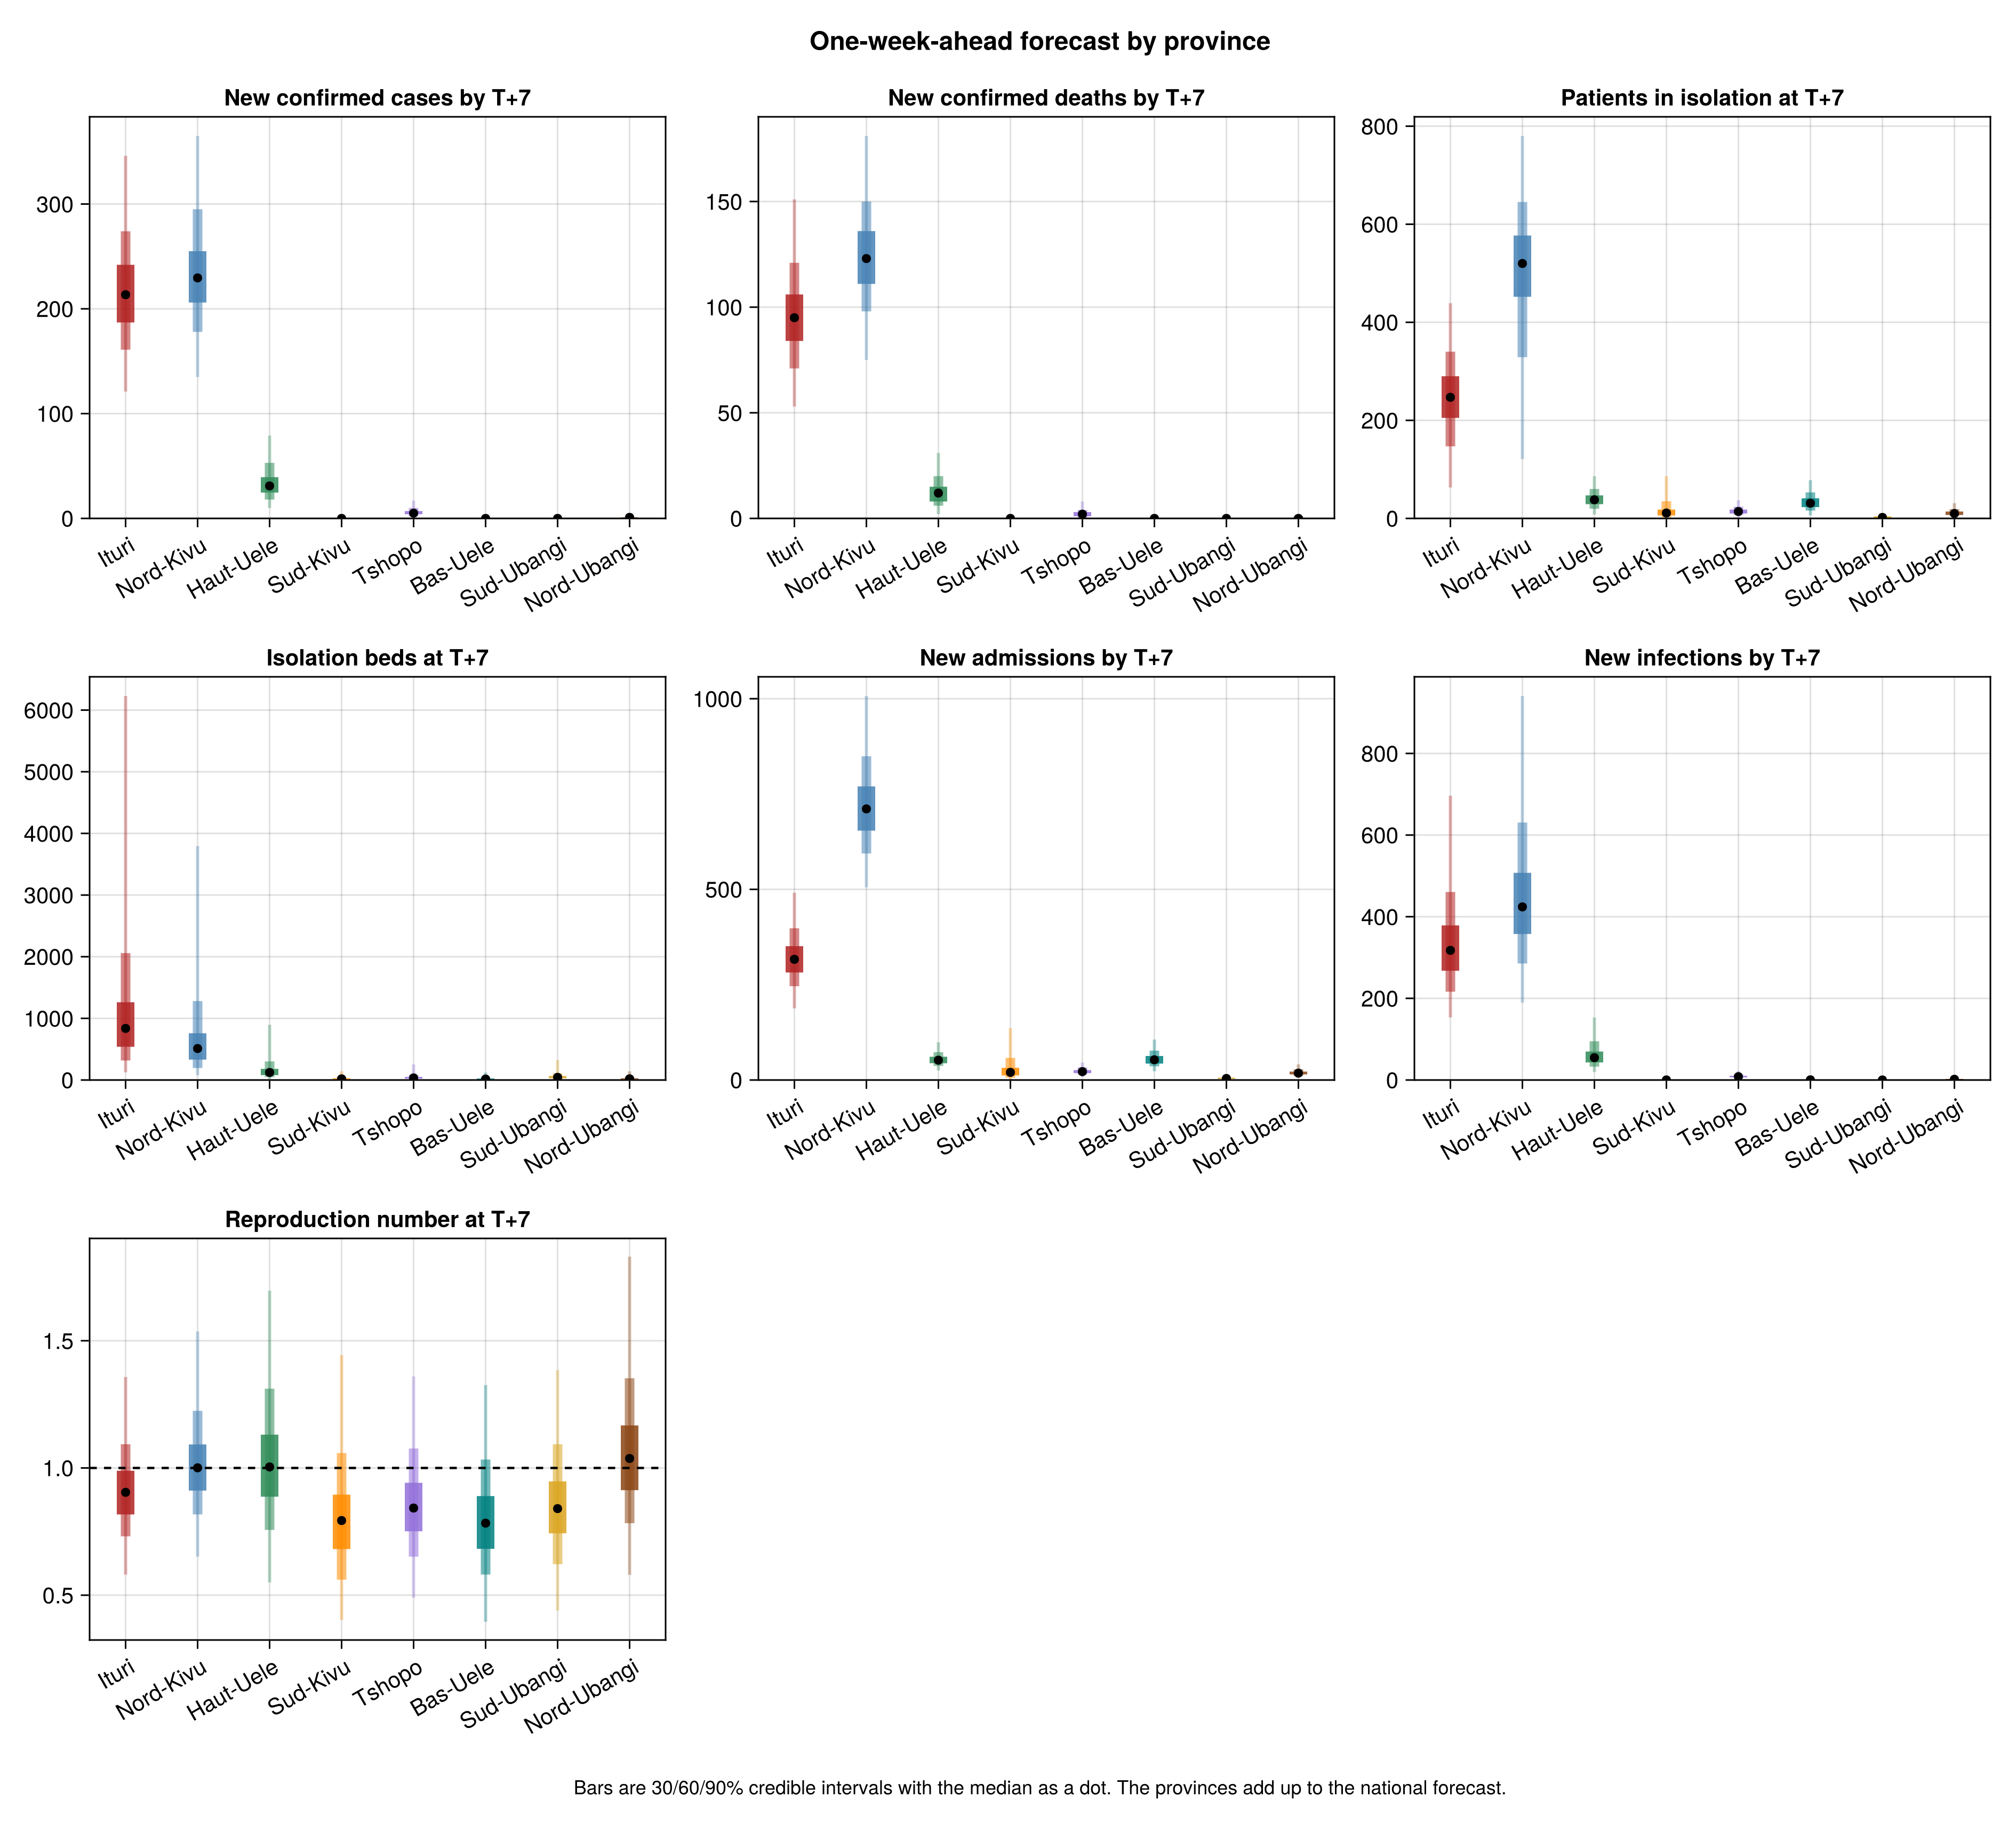 One-week-ahead forecast by province
New confirmed cases by T+7
300
200
100
0
Ituri
Nord-Kivu
Haut-Uele
Sud-Kivu
Tshopo
Bas-Uele
Sud-Ubangi
Nord-Ubangi
New confirmed deaths by T+7
150
100
50
0
Ituri
Nord-Kivu
Haut-Uele
Sud-Kivu
Tshopo
Bas-Uele
Sud-Ubangi
Nord-Ubangi
Patients in isolation at T+7
800
600
400
200
0
Ituri
Nord-Kivu
Haut-Uele
Sud-Kivu
Tshopo
Bas-Uele
Sud-Ubangi
Nord-Ubangi
Isolation beds at T+7
6000
5000
4000
3000
2000
1000
0
Ituri
Nord-Kivu
Haut-Uele
Sud-Kivu
Tshopo
Bas-Uele
Sud-Ubangi
Nord-Ubangi
New admissions by T+7
1000
500
0
Ituri
Nord-Kivu
Haut-Uele
Sud-Kivu
Tshopo
Bas-Uele
Sud-Ubangi
Nord-Ubangi
New infections by T+7
800
600
400
200
0
Ituri
Nord-Kivu
Haut-Uele
Sud-Kivu
Tshopo
Bas-Uele
Sud-Ubangi
Nord-Ubangi
Reproduction number at T+7
1.5
1.0
0.5
Ituri
Nord-Kivu
Haut-Uele
Sud-Kivu
Tshopo
Bas-Uele
Sud-Ubangi
Nord-Ubangi
Bars are 30/60/90% credible intervals with the median as a dot. The provinces add up to the national forecast.